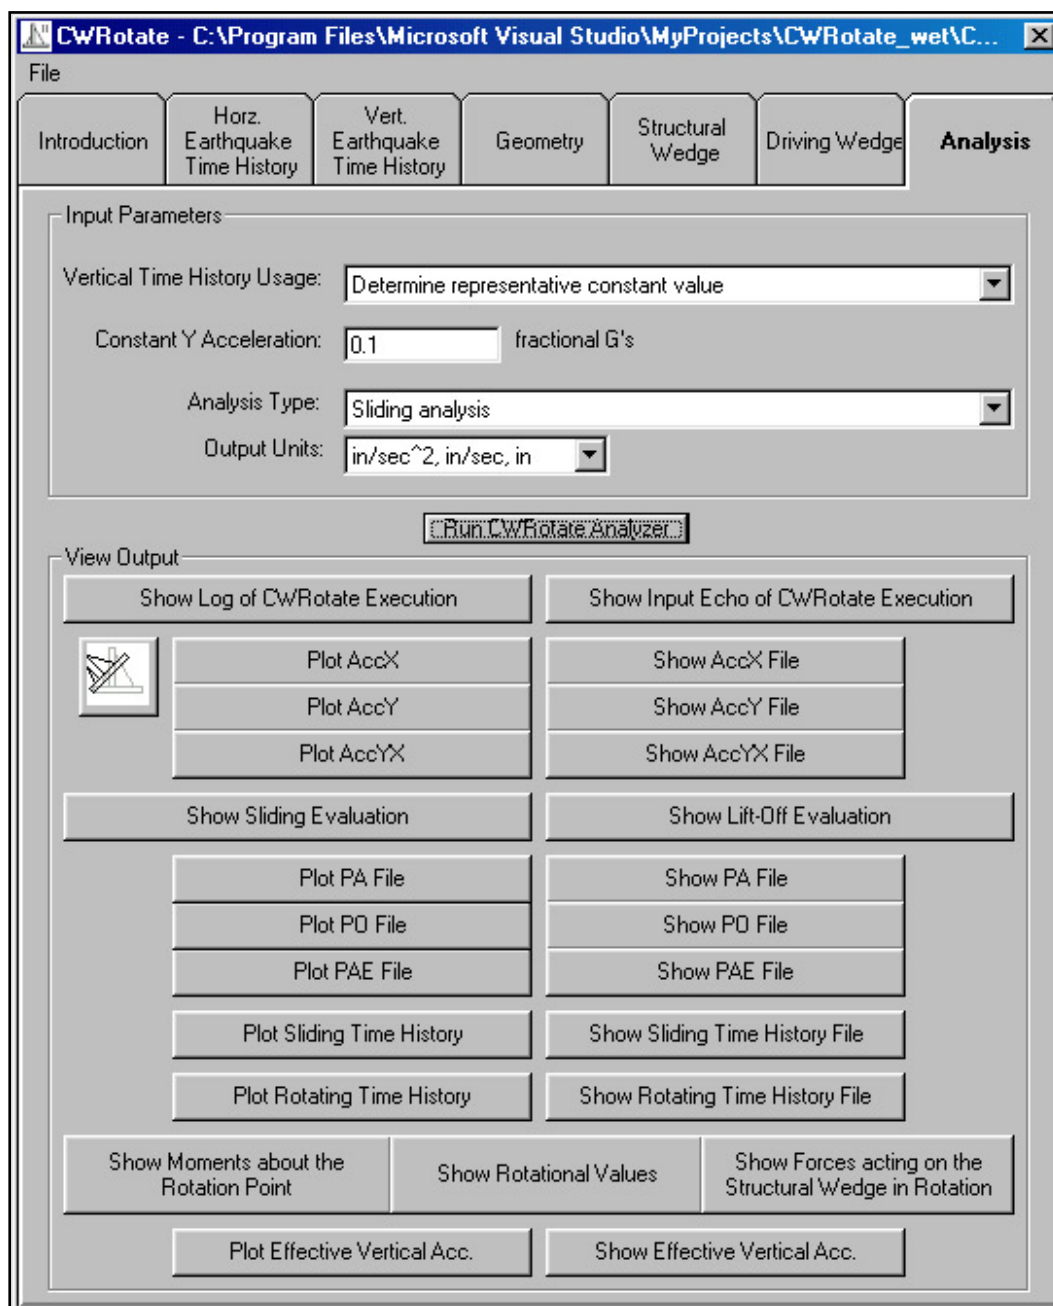 CWRotate - C:\Program Files\Microsoft Visual Studio\MyProjects\CWRotate_wet\C...
File
Introduction
Horz.
Earthquake
Time History
Vert.
Earthquake
Time History
Geometry
Structural
Wedge
Driving Wedge
Analysis
Input Parameters
Vertical Time History Usage: Determine representative constant value
Constant Y Acceleration: 0.1 fractional G's
Analysis Type: Sliding analysis
Output Units: in/sec^2, in/sec, in
Run CWRotate Analyzer
View Output
Show Log of CWRotate Execution Show Input Echo of CWRotate Execution
Plot AccX Show AccX File
Plot AccY Show AccY File
Plot AccYX Show AccYX File
Show Sliding Evaluation Show Lift-Off Evaluation
Plot PA File Show PA File
Plot PO File Show PO File
Plot PAE File Show PAE File
Plot Sliding Time History Show Sliding Time History File
Plot Rotating Time History Show Rotating Time History File
Show Moments about the
Rotation Point
Show Rotational Values
Show Forces acting on the
Structural Wedge in Rotation
Plot Effective Vertical Acc. Show Effective Vertical Acc.